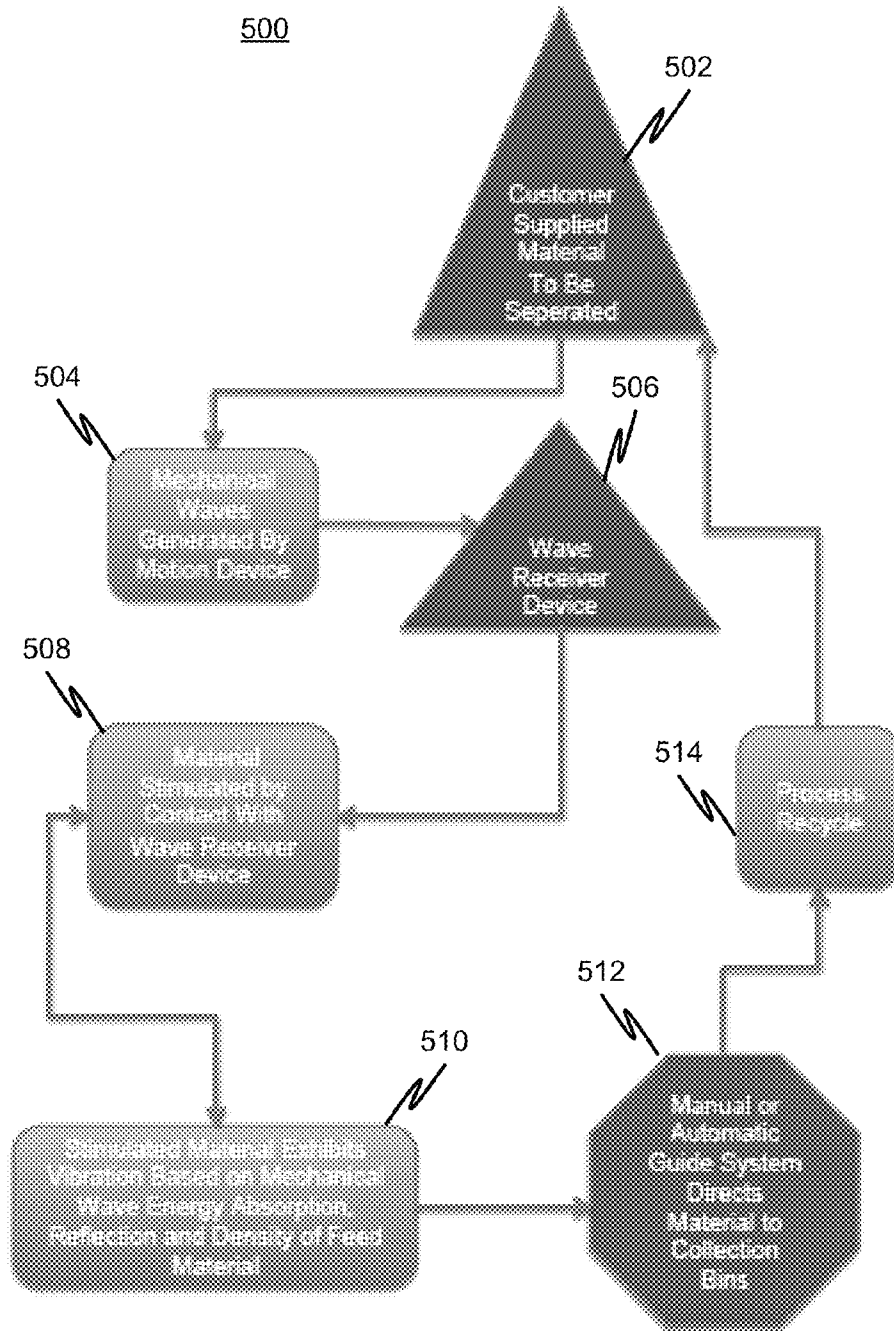 500
502
Customer
Supplied
Material
To Be
Seperated
504
Mechanical
Waves
Generated By
Motion Device
506
Wave
Receiver
Device
508
Material
Stimulated by
Contact With
Wave Receiver
Device
514
Process
Recycle
510
Stimulated Material Exhibits
Vibration Based on Mechanical
Wave Energy Absorption
Reflection and Density of Feed
Material
512
Manual or
Automatic
Guide System
Directs
Material to
Collection
Bins